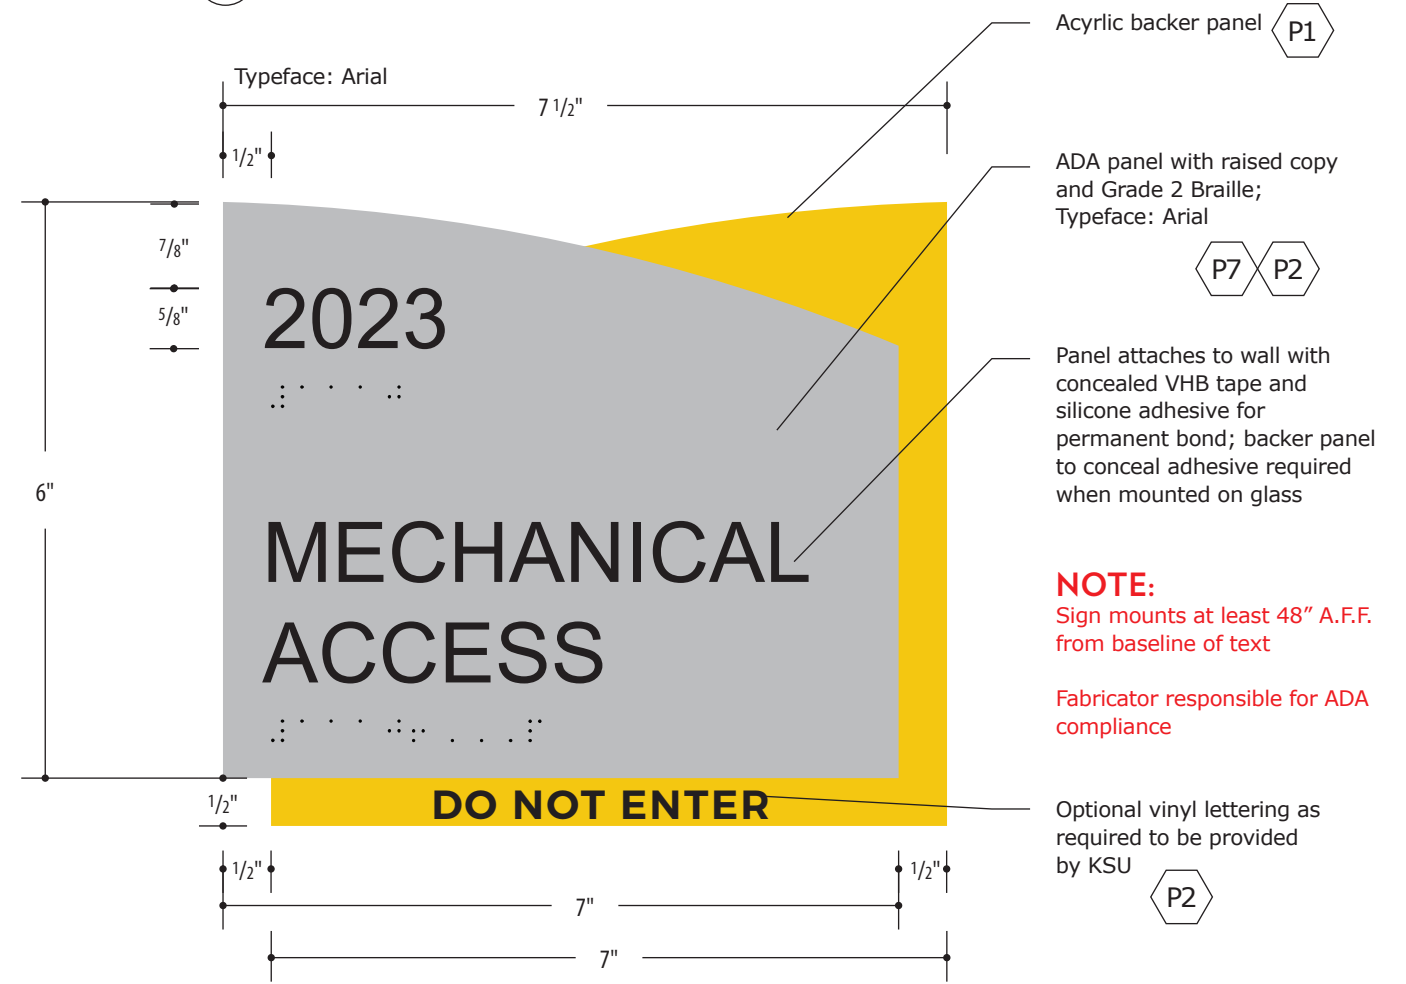 Acyrlic backer panel
P1
Typeface: Arial
7 1/2"
1/2"
ADA panel with raised copy
and Grade 2 Braille;
Typeface: Arial
P7 P2
7/8"
5/8"
6"
2023
MECHANICAL
ACCESS
Panel attaches to wall with
concealed VHB tape and
silicone adhesive for
permanent bond; backer panel
to conceal adhesive required
when mounted on glass
NOTE:
Sign mounts at least 48” A.F.F.
from baseline of text
Fabricator responsible for ADA
compliance
1/2"
DO NOT ENTER
Optional vinyl lettering as
required to be provided
by KSU
P2
1/2"
1/2"
7"
7"